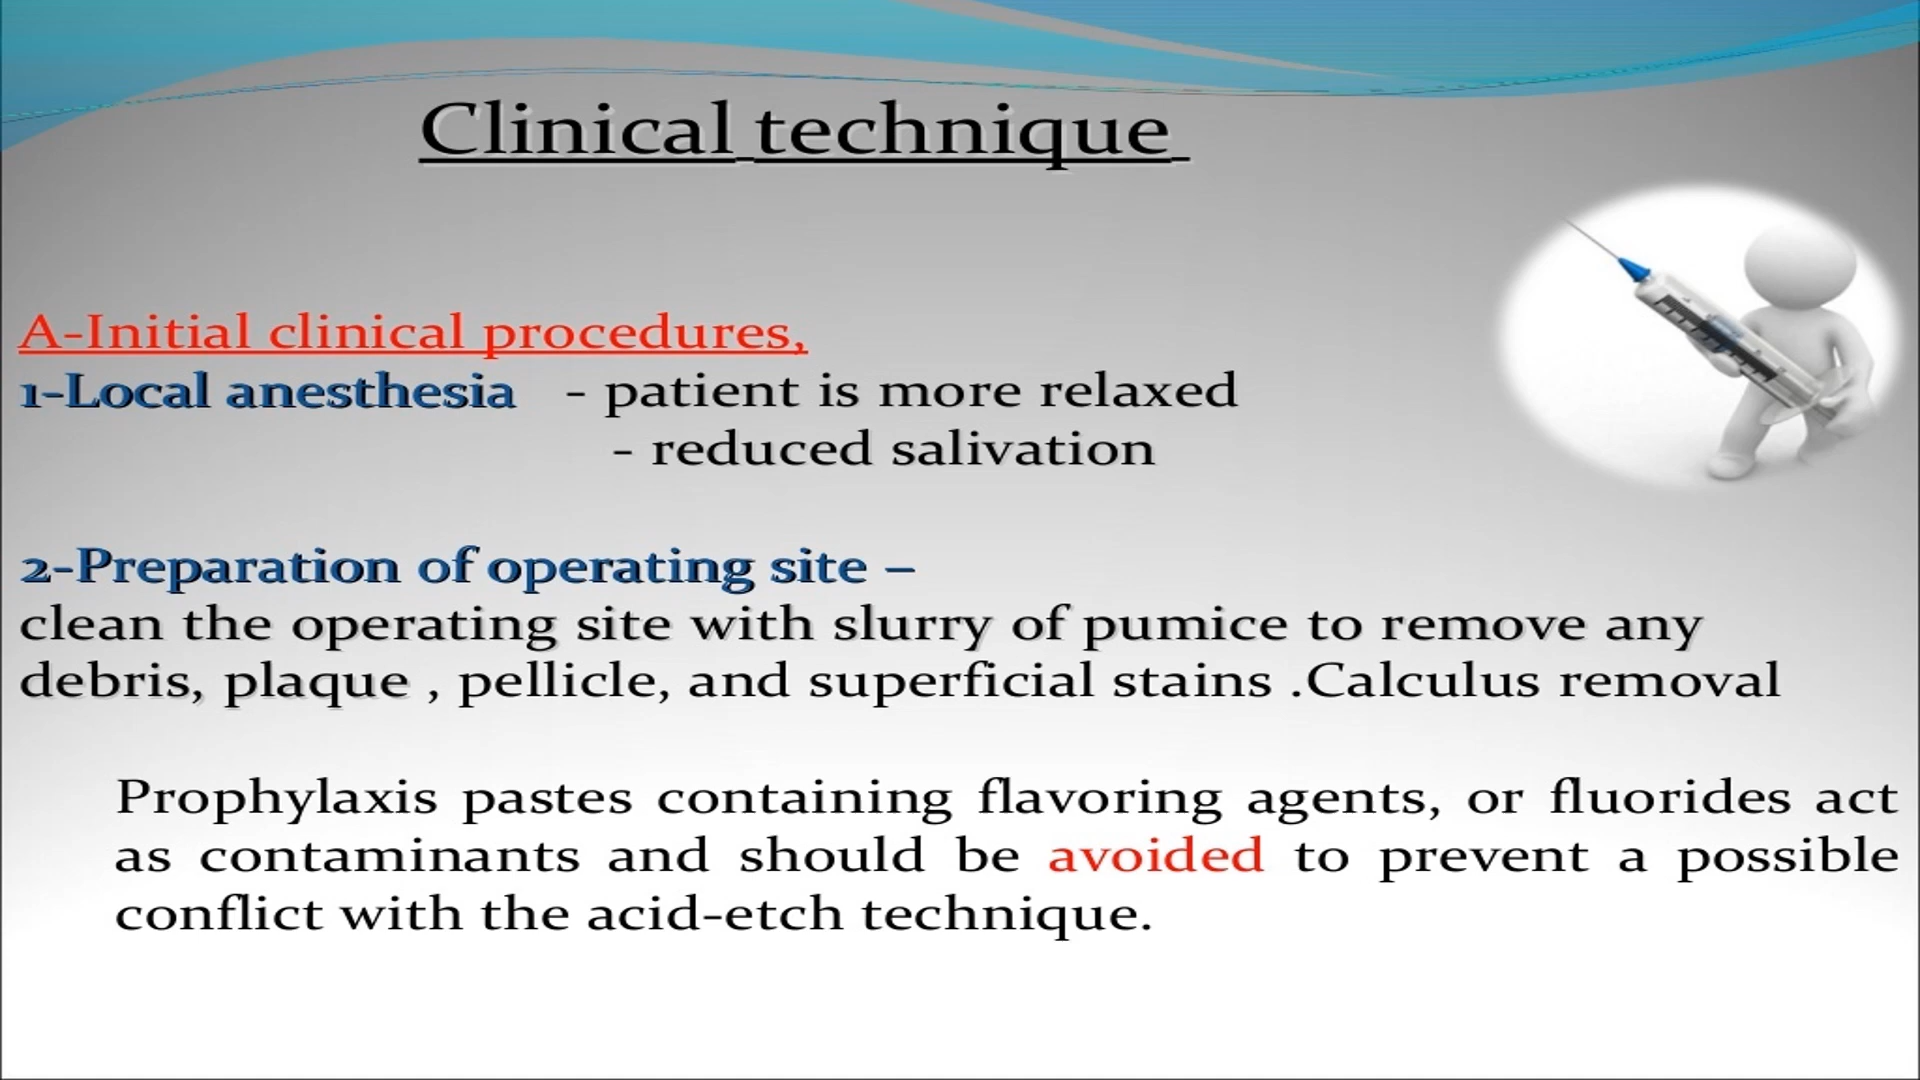 Clinical technique
A-Initial clinical procedures,
1-Local anesthesia - patient is more relaxed
- reduced salivation
2-Preparation of operating site –
clean the operating site with slurry of pumice to remove any
debris, plaque , pellicle, and superficial stains .Calculus removal
Prophylaxis pastes containing flavoring agents, or fluorides act
as contaminants and should be avoided to prevent a possible
conflict with the acid-etch technique.